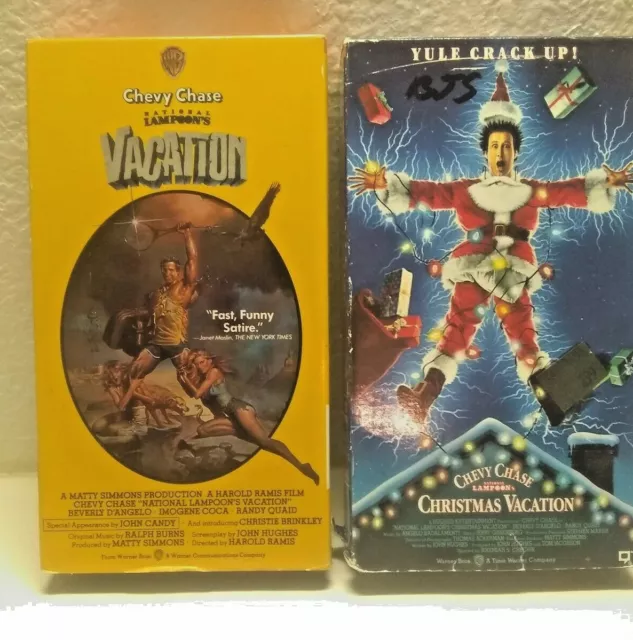 Chevy Chase
NATIONAL
LAMPOON'S
VACATION
"Fast, Funny
Satire."
—Janet Maslin, THE NEW YORK TIMES
A MATTY SIMMONS PRODUCTION A HAROLD RAMIS FILM
CHEVY CHASE "NATIONAL LAMPOON'S VACATION"
BEVERLY D'ANGELO · IMOGENE COCA · RANDY QUAID
Special Appearance by JOHN CANDY And introducing CHRISTIE BRINKLEY
Original Music by RALPH BURNS Screenplay by JOHN HUGHES
Produced by MATTY SIMMONS Directed by HAROLD RAMIS
From Warner Bros. A Warner Communications Company
YULE CRACK UP!
BJS
CHEVY CHASE
NATIONAL
LAMPOON'S
CHRISTMAS VACATION
Warner Bros. A Time Warner Company